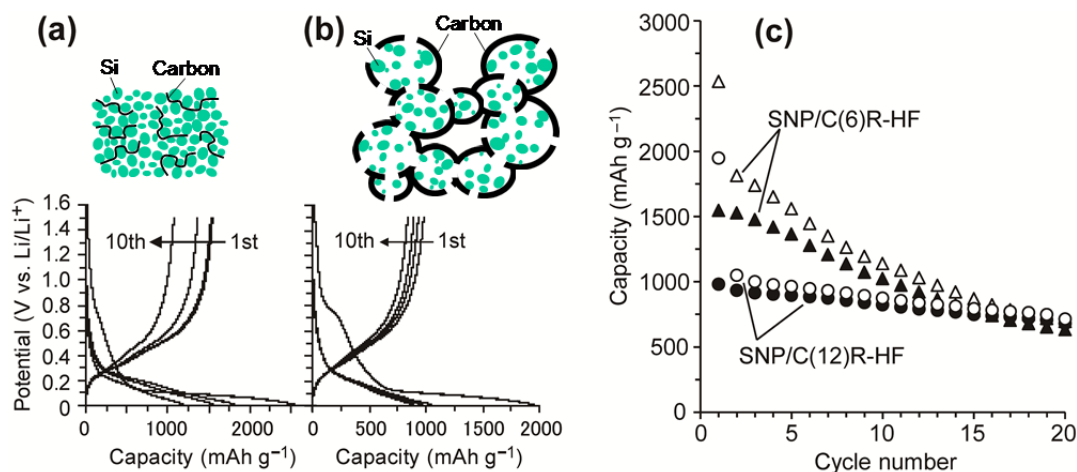 (a)
Si Carbon
1.6
1.4
1.2
1.0
0.8
0.6
0.4
0.2
0
Potential (V vs. Li/Li⁺)
10th 1st
0 1000 2000 2500
Capacity (mAh g⁻¹)
(b)
Si Carbon
10th 1st
0 500 1000 1500 2000
Capacity (mAh g⁻¹)
(c)
3000
2500
2000
1500
1000
500
0
Capacity (mAh g⁻¹)
SNP/C(6)R-HF
SNP/C(12)R-HF
0 5 10 15 20
Cycle number